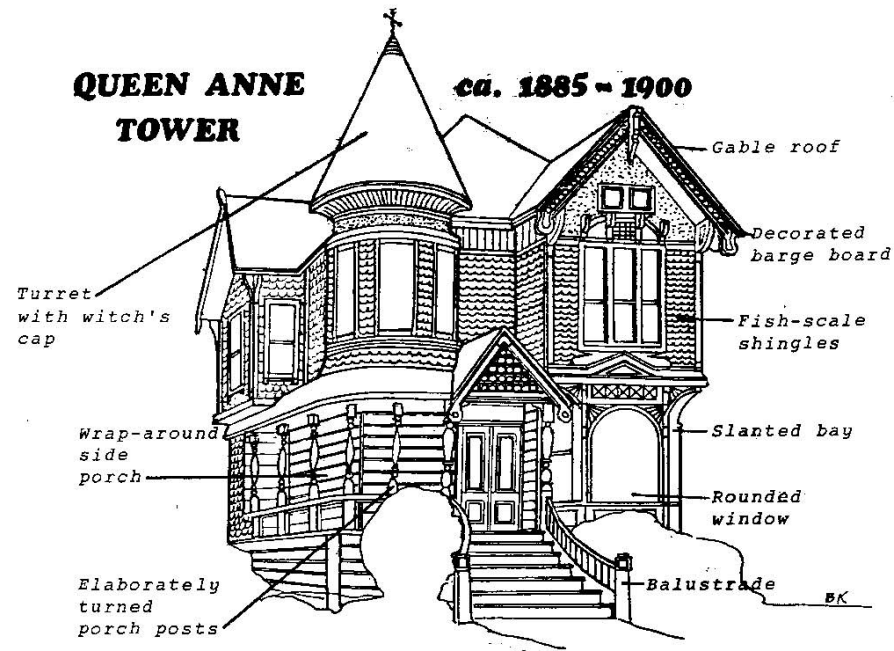 QUEEN ANNE
TOWER
ca. 1885 - 1900
Gable roof
Decorated
barge board
Turret
with witch's
cap
Fish-scale
shingles
Wrap-around
side
porch
Slanted bay
Rounded
window
Elaborately
turned
porch posts
Balustrade
BK